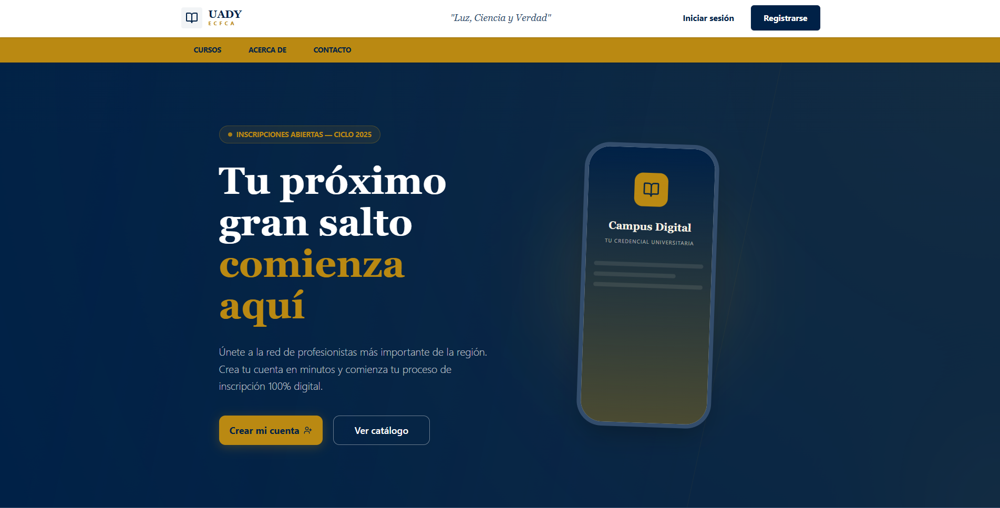 UADY
ECFCA
"Luz, Ciencia y Verdad"
Iniciar sesión
Registrarse
CURSOS
ACERCA DE
CONTACTO
INSCRIPCIONES ABIERTAS — CICLO 2025
Tu próximo
gran salto
comienza
aquí
Únete a la red de profesionistas más importante de la región.
Crea tu cuenta en minutos y comienza tu proceso de
inscripción 100% digital.
Crear mi cuenta
Ver catálogo
Campus Digital
TU CREDENCIAL UNIVERSITARIA